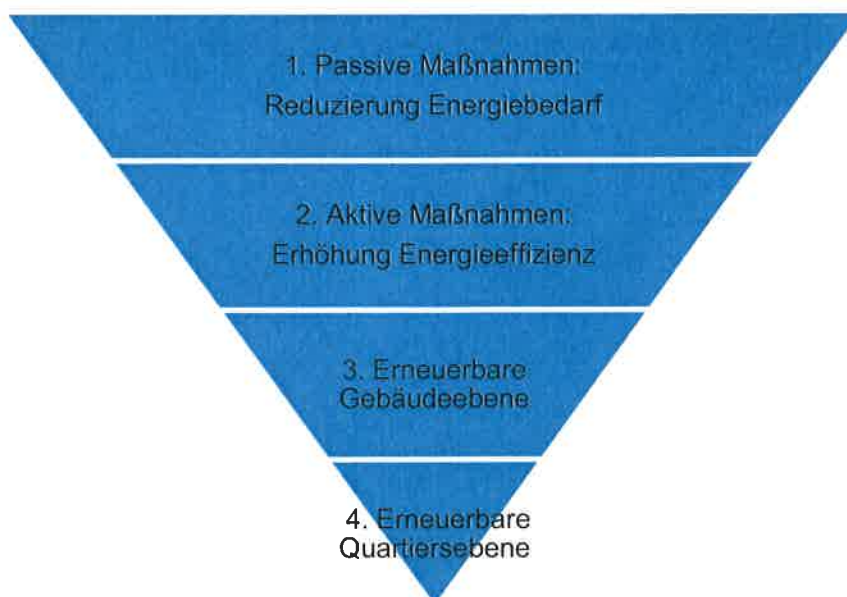 1. Passive Maßnahmen:
Reduzierung Energiebedarf
2. Aktive Maßnahmen:
Erhöhung Energieeffizienz
3. Erneuerbare
Gebäudeebene
4. Erneuerbare
Quartiersebene